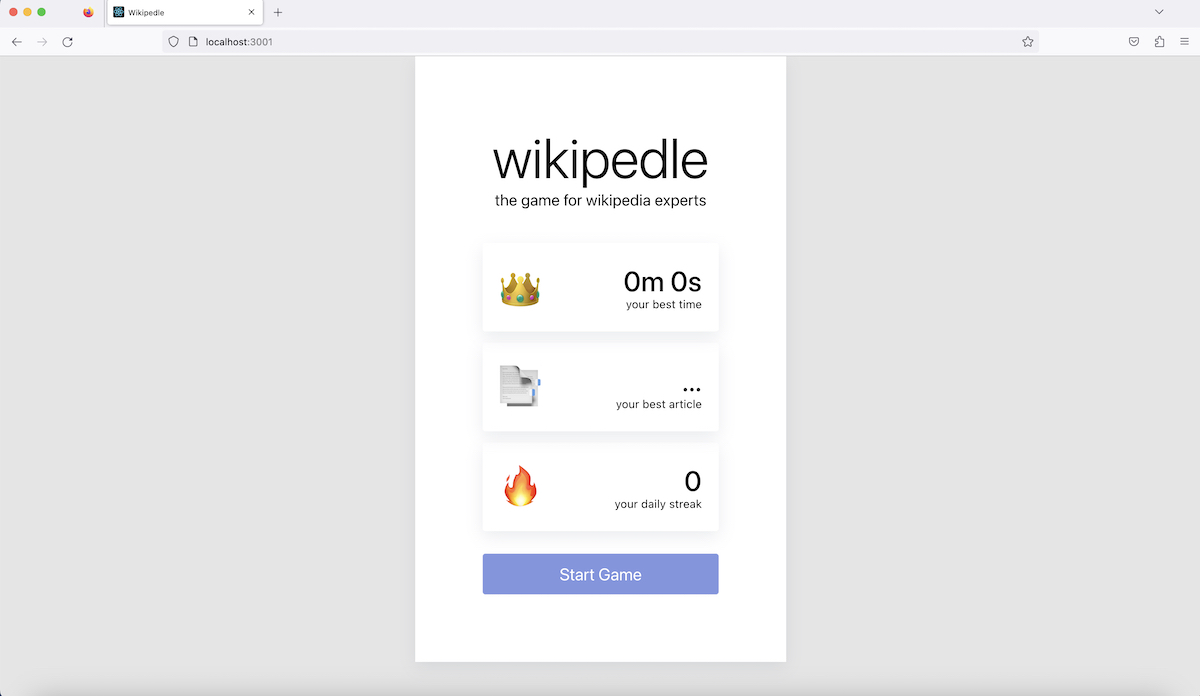 Wikipedle
localhost:3001
wikipedle
the game for wikipedia experts
0m 0s
your best time
...
your best article
0
your daily streak
Start Game